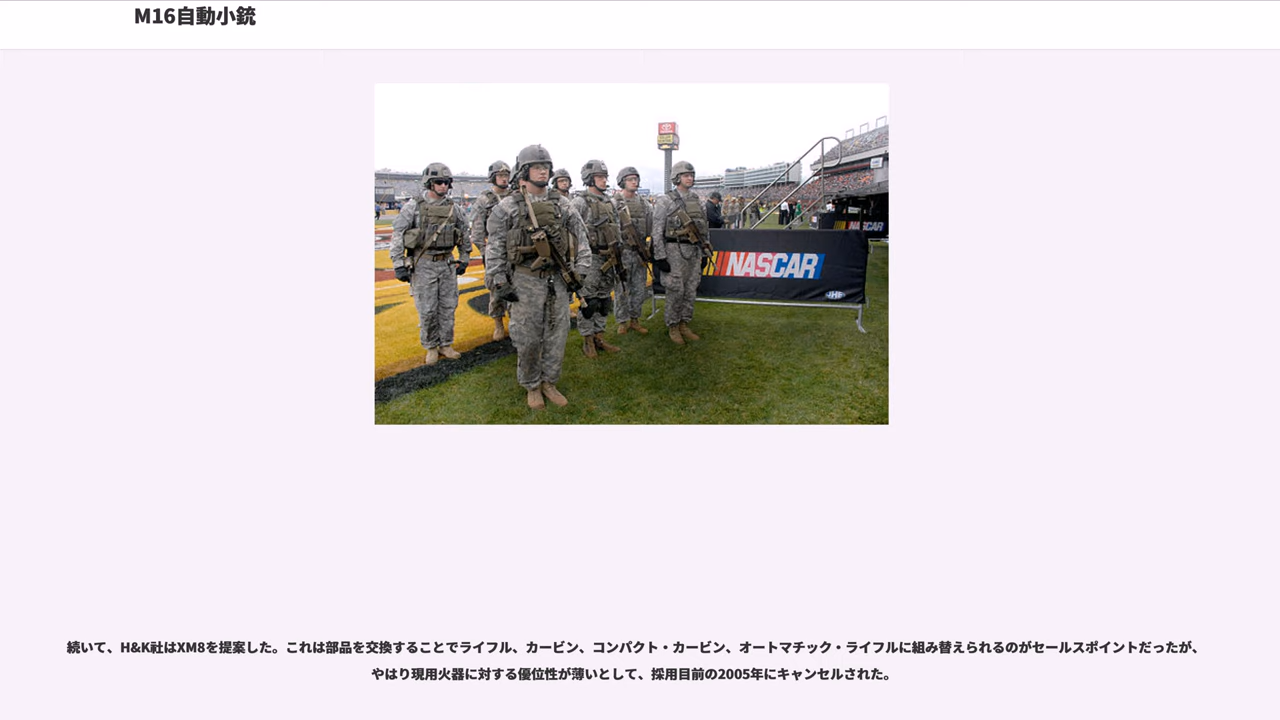 M16自動小銃
NASCAR
NASCAR
JHE
続いて、H&K社はXM8を提案した。これは部品を交換することでライフル、カービン、コンパクト・カービン、オートマチック・ライフルに組み替えられるのがセールスポイントだったが、
やはり現用火器に対する優位性が薄いとして、採用目前の2005年にキャンセルされた。